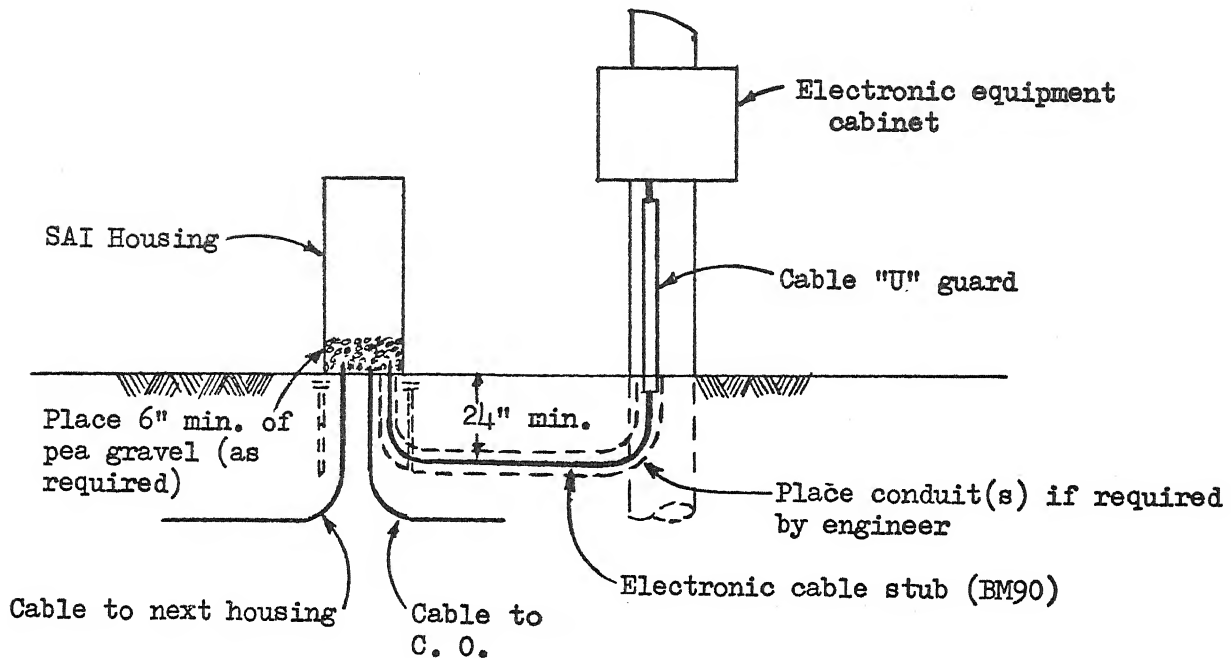 Electronic equipment
cabinet
SAI Housing
Cable "U" guard
Place 6" min. of
pea gravel (as
required)
24" min.
Place conduit(s) if required
by engineer
Electronic cable stub (BM90)
Cable to next housing
Cable to
C. O.